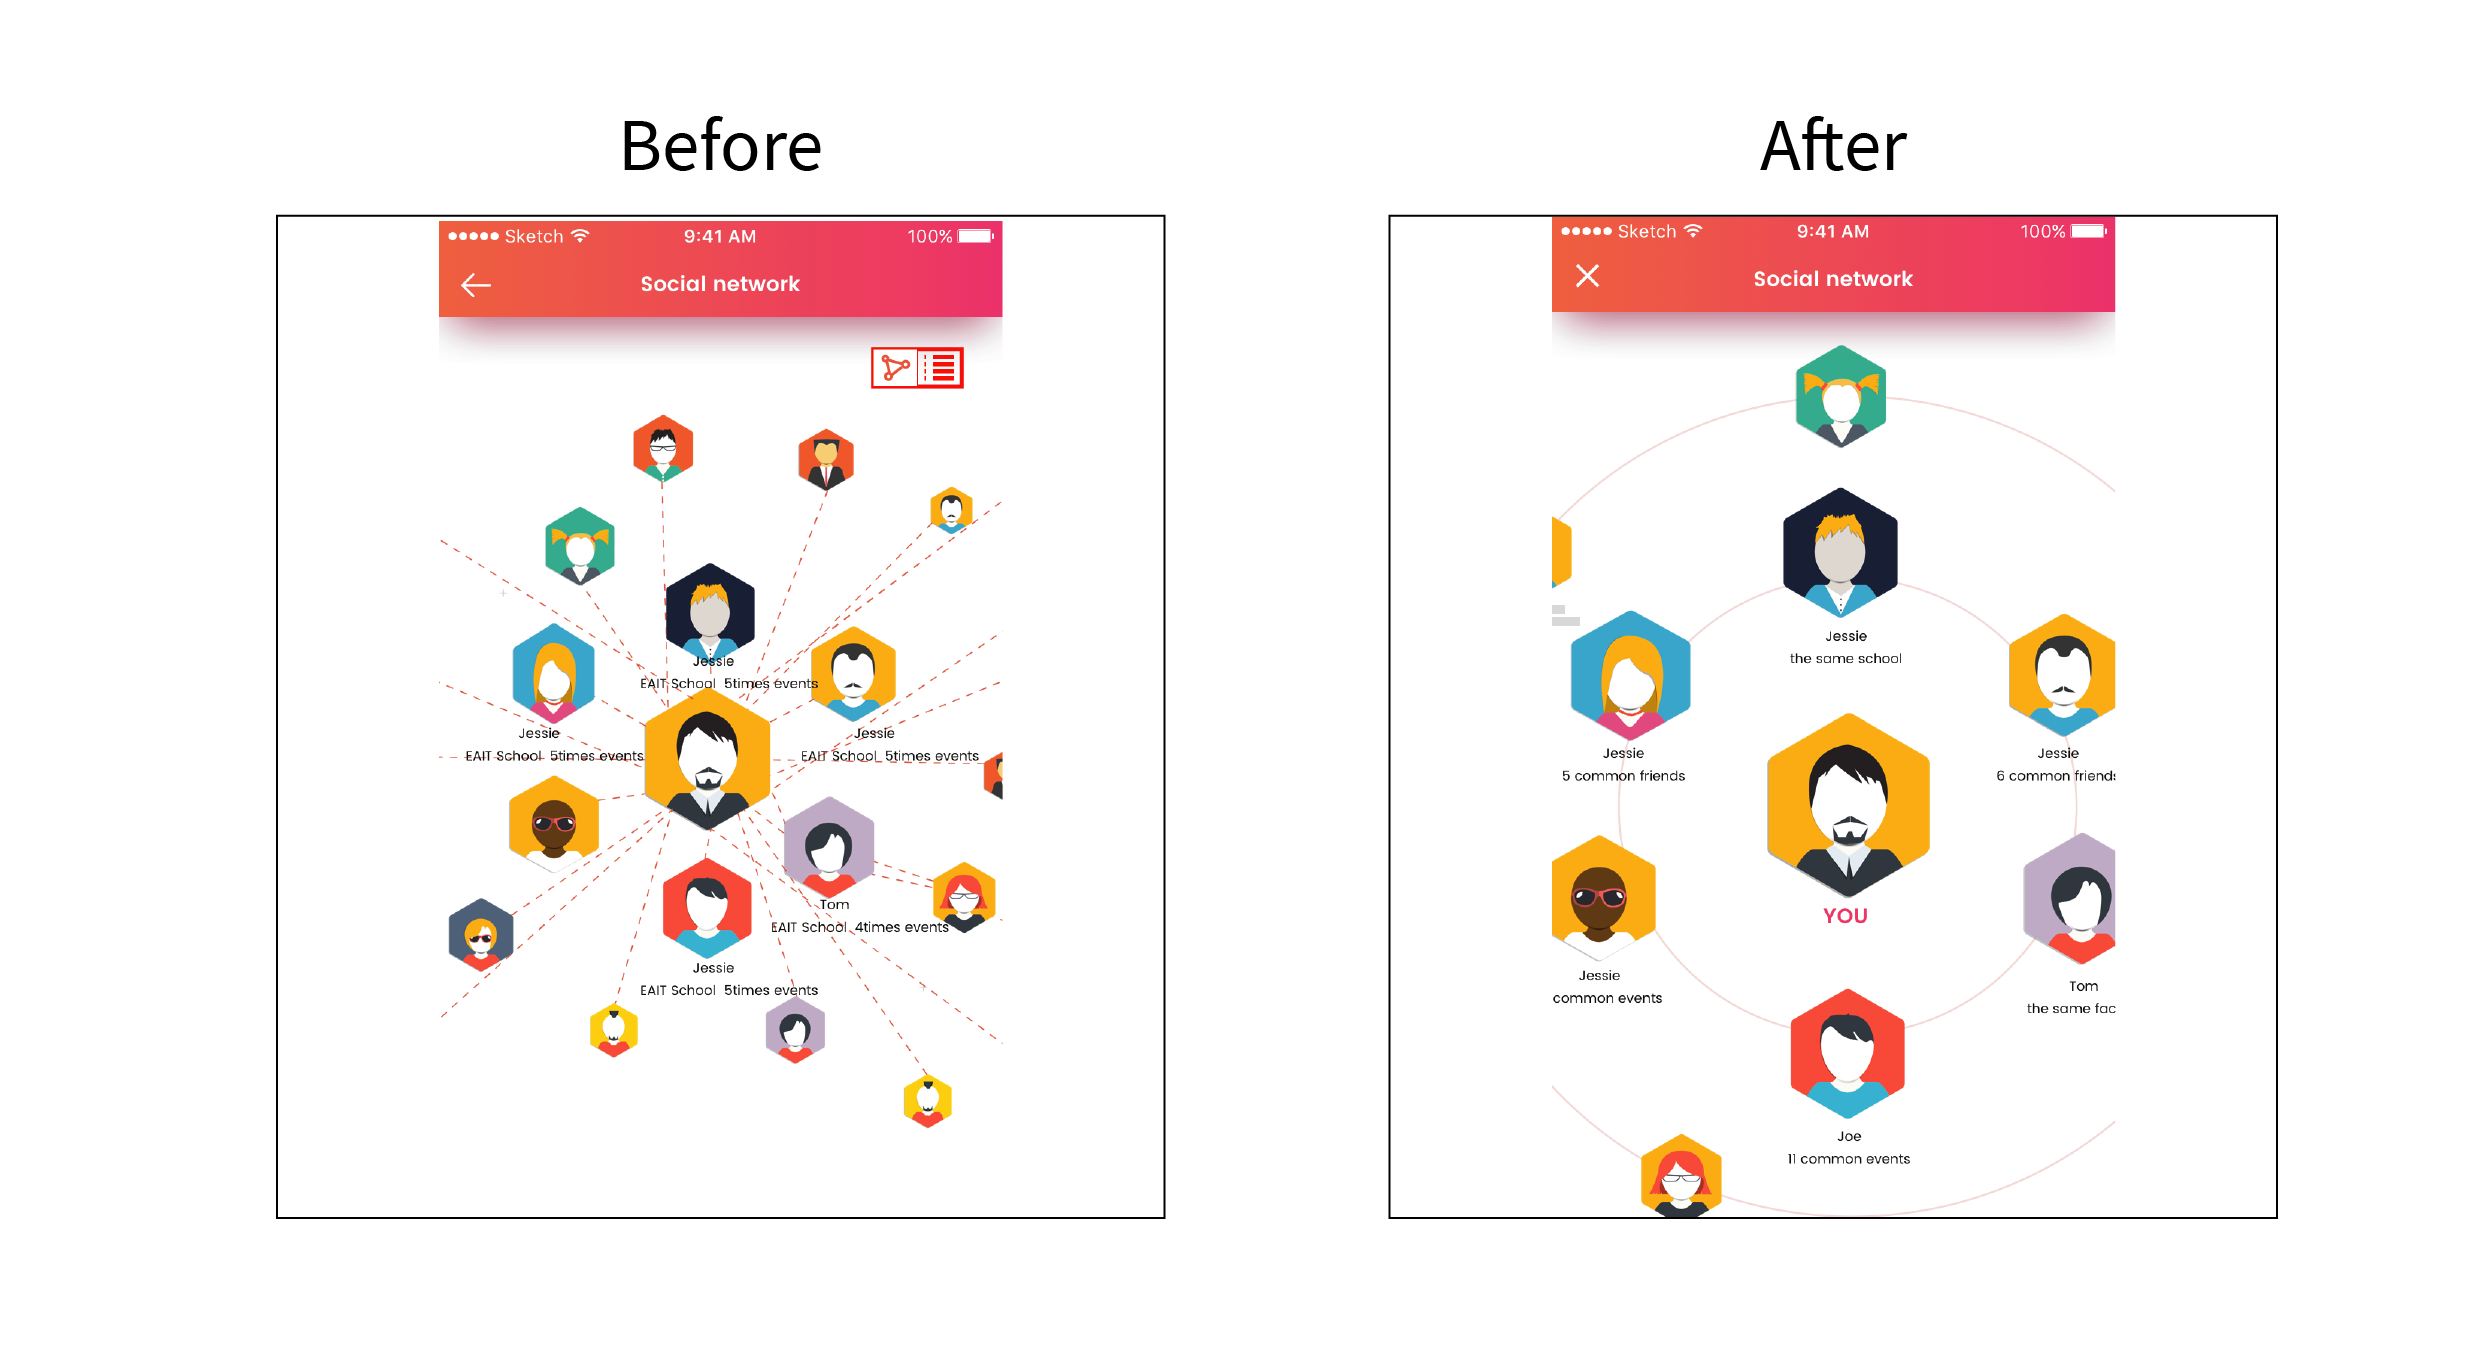 Before
Sketch 9:41 AM 100%
Social network
Jessie
EAIT School 5times events
Jessie
EAIT School 5times events
Jessie
EAIT School 5times events
Tom
EAIT School 4times events
Jessie
EAIT School 5times events
After
Sketch 9:41 AM 100%
Social network
Jessie
the same school
Jessie
5 common friends
Jessie
6 common friends
YOU
Jessie
common events
Tom
the same fac
Joe
11 common events